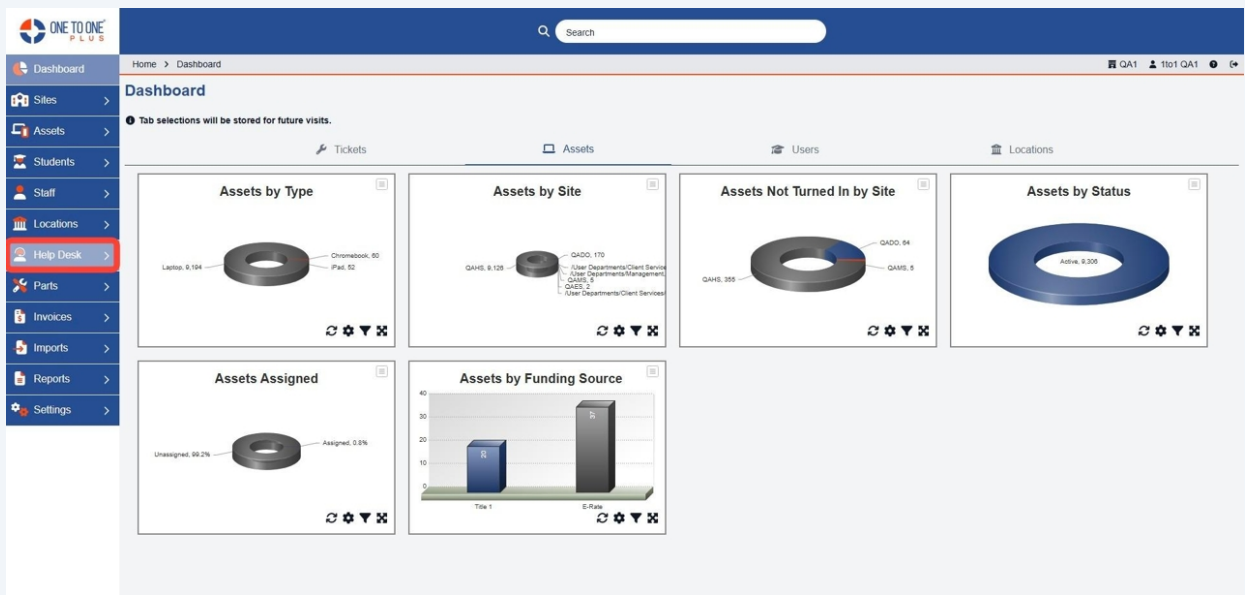 ONE TO ONE
PLUS
Search
Home > Dashboard
QA1 1to1 QA1
Dashboard
Sites
Assets
Students
Staff
Locations
Help Desk
Parts
Invoices
Imports
Reports
Settings
Dashboard
Tab selections will be stored for future visits.
Tickets
Assets
Users
Locations
Assets by Type
Laptop, 9,194
Chromebook, 60
iPad, 52
Assets by Site
QAHS, 9,126
QADO, 170
/User Departments/Client Service
/User Departments/Management,
QAMS, 5
QAES, 2
/User Departments/Client Services/
Assets Not Turned In by Site
QAHS, 355
QADO, 64
QAMS, 5
Assets by Status
Active, 9,306
Assets Assigned
Unassigned, 99.2%
Assigned, 0.8%
Assets by Funding Source
40
30
20
10
0
20
37
Title 1
E-Rate